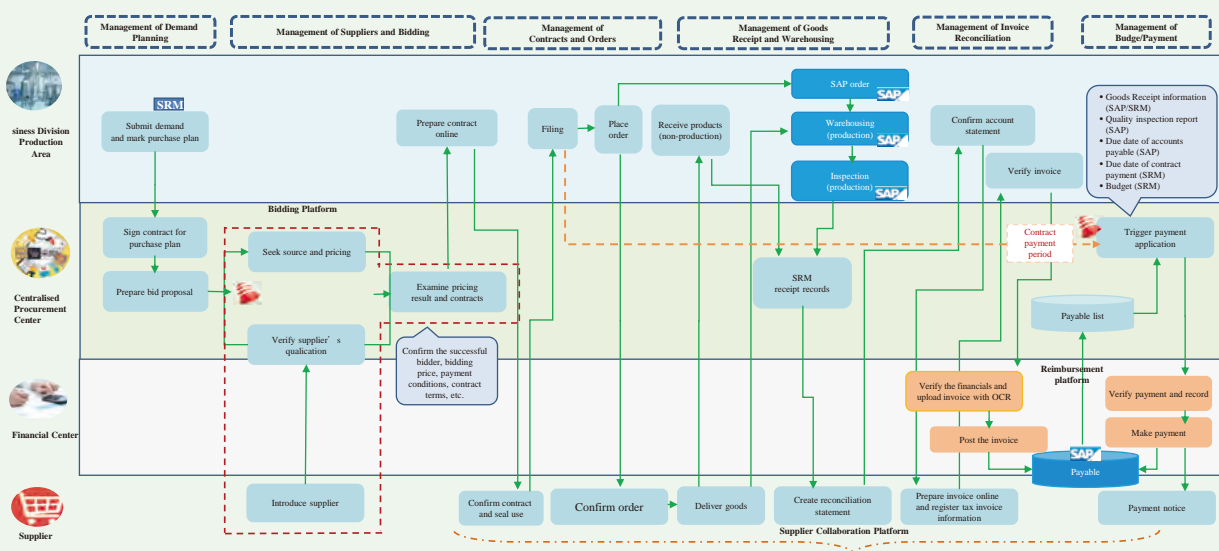 Management of Demand
Planning
Management of Suppliers and Bidding
Management of
Contracts and Orders
Management of Goods
Receipt and Warehousing
Management of Invoice
Reconciliation
Management of
Budge/Payment
siness Division
Production
Area
SRM
Submit demand
and mark purchase plan
Prepare contract
online
Filing
Place
order
Receive products
(non-production)
SAP order
SAP
Warehousing
(production)
SAP
Inspection
(production)
SAP
Confirm account
statement
Verify invoice
• Goods Receipt information
(SAP/SRM)
• Quality inspection report
(SAP)
• Due date of accounts
payable (SAP)
• Due date of contract
payment (SRM)
• Budget (SRM)
Centralised
Procurement
Center
Bidding Platform
Sign contract for
purchase plan
Prepare bid proposal
Seek source and pricing
Examine pricing
result and contracts
Verify supplier’ s
qualication
Confirm the successful
bidder, bidding
price, payment
conditions, contract
terms, etc.
SRM
receipt records
Contract
payment
period
Trigger payment
application
Payable list
Financial Center
Reimbursement
platform
Verify the financials and
upload invoice with OCR
Post the invoice
Verify payment and record
Make payment
SAP
Payable
Supplier
Introduce supplier
Confirm contract
and seal use
Confirm order
Deliver goods
Create reconciliation
statement
Prepare invoice online
and register tax invoice
information
Payment notice
Supplier Collaboration Platform